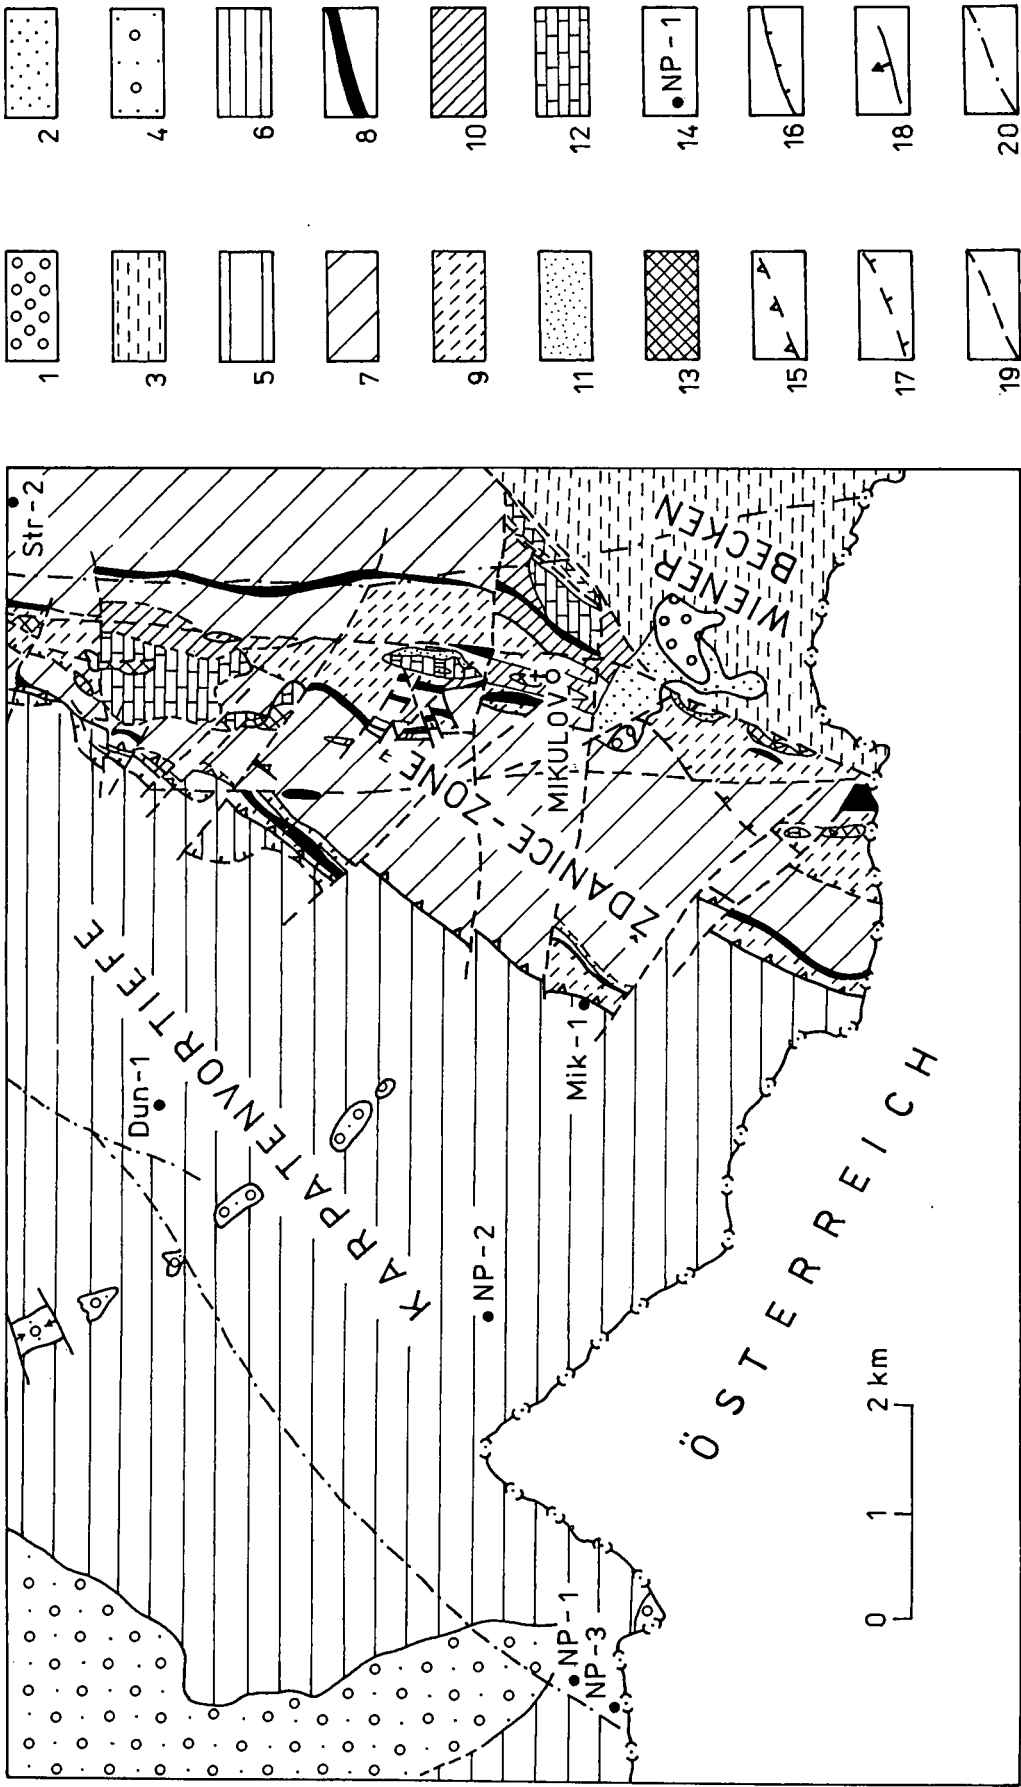 KARPATENVORTIEFE
ŽDANICE-ZONE
WIENER
BECKEN
ÖSTERREICH
MIKULOV
Str-2
Dun-1
Mik-1
NP-2
NP-1
NP-3
0 1 2 km
1
2
3
4
5
6
7
8
9
10
11
12
13
14
NP-1
15
16
17
18
19
20